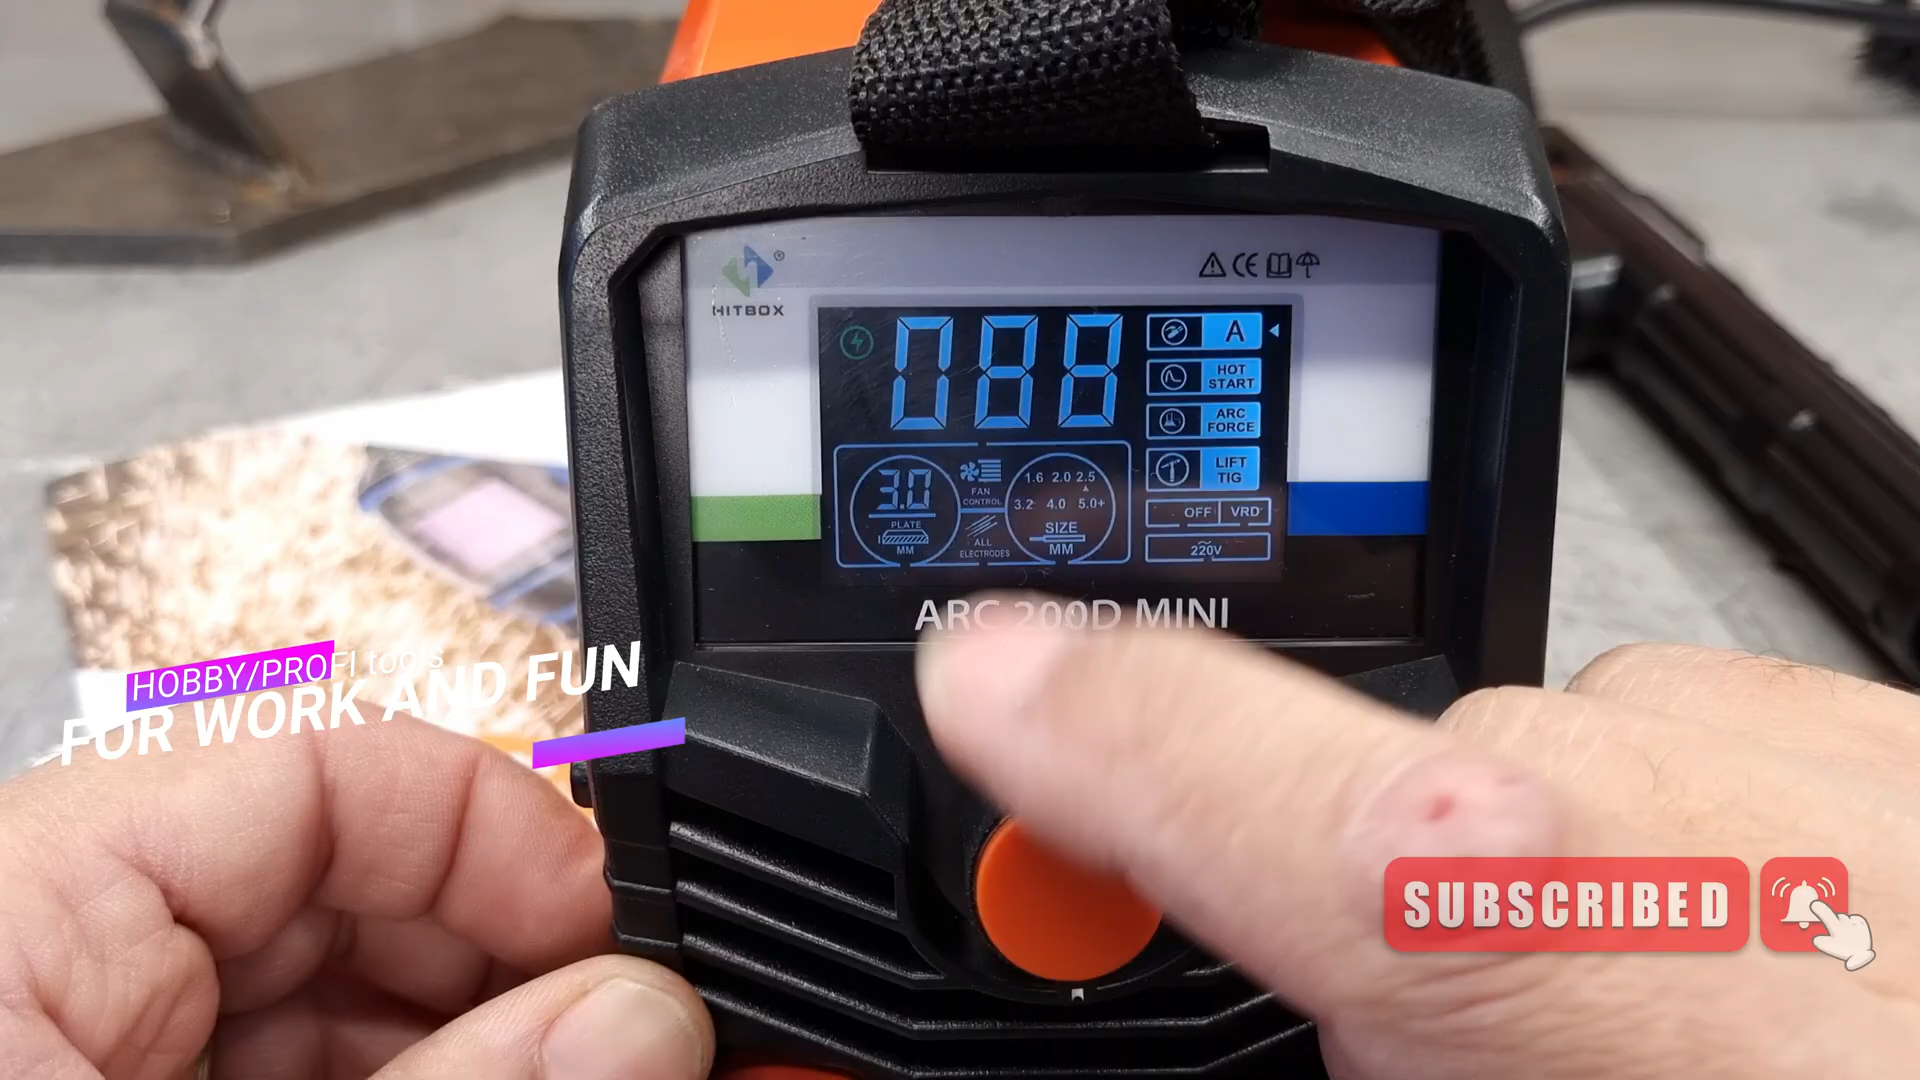 HITBOX
®
CE
088
A
HOT
START
ARC
FORCE
LIFT
TIG
OFF VRD
220V
3.0
PLATE
MM
FAN
CONTROL
ALL
ELECTRODES
1.6 2.0 2.5
3.2 4.0 5.0+
SIZE
MM
ARC 200D MINI
HOBBY/PROFI tools
FOR WORK AND FUN
SUBSCRIBED